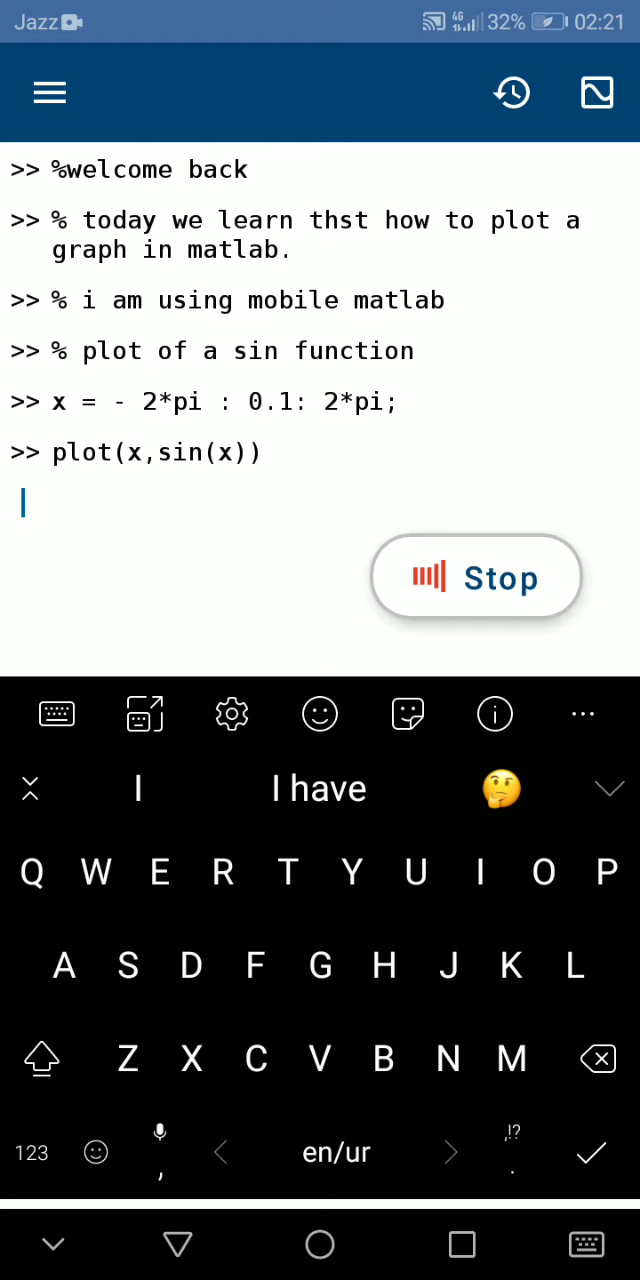 Jazz 4G 32% 02:21
>> %welcome back
>> % today we learn thst how to plot a
graph in matlab.
>> % i am using mobile matlab
>> % plot of a sin function
>> x = - 2*pi : 0.1: 2*pi;
>> plot(x,sin(x))
Stop
I I have
Q W E R T Y U I O P
A S D F G H J K L
Z X C V B N M
123 , en/ur ,!? .